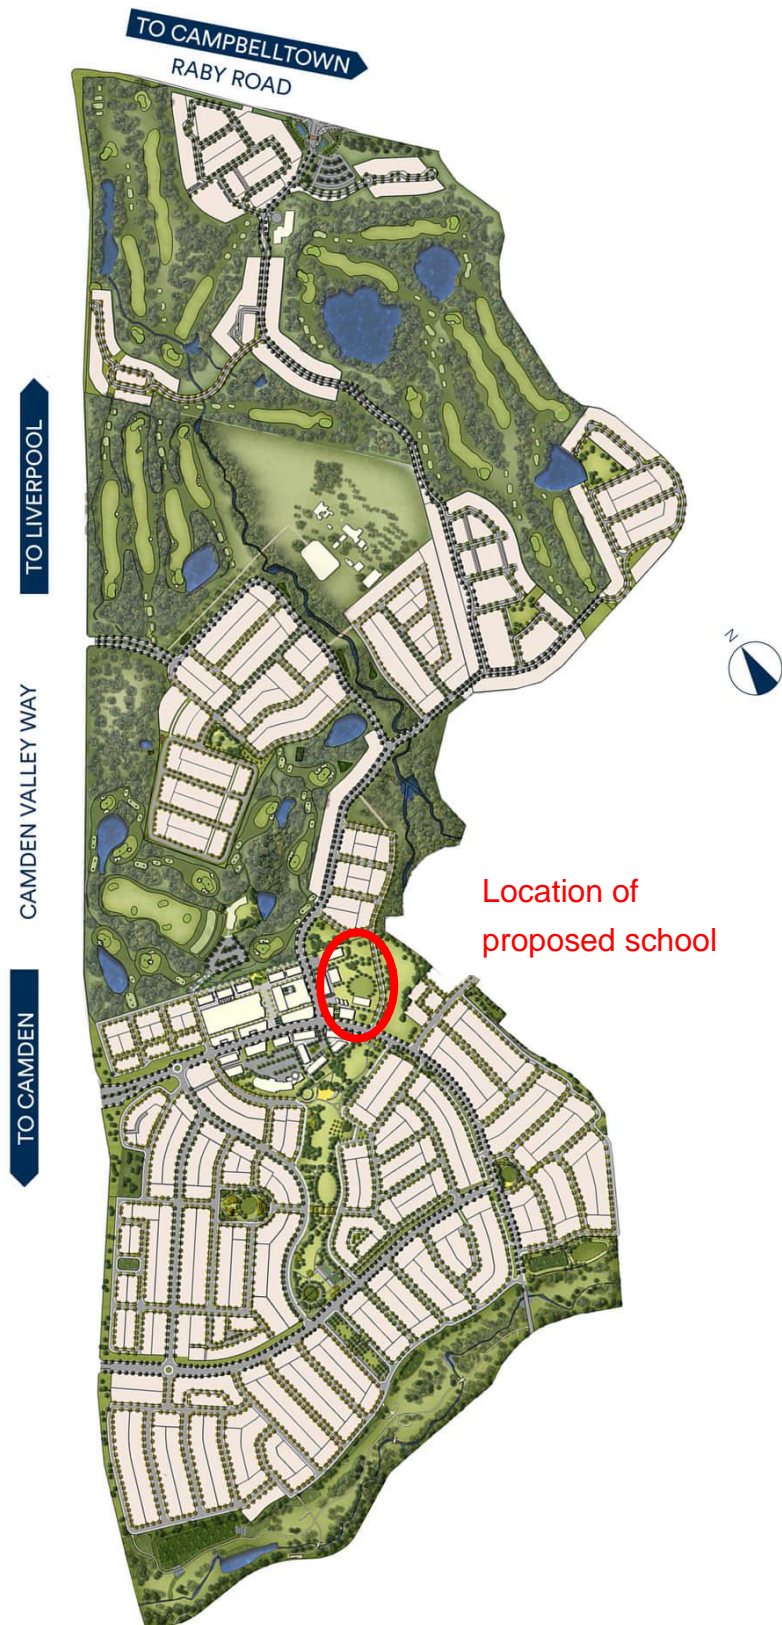 TO CAMPBELLTOWN
RABY ROAD
TO LIVERPOOL
N
CAMDEN VALLEY WAY
Location of
proposed school
TO CAMDEN